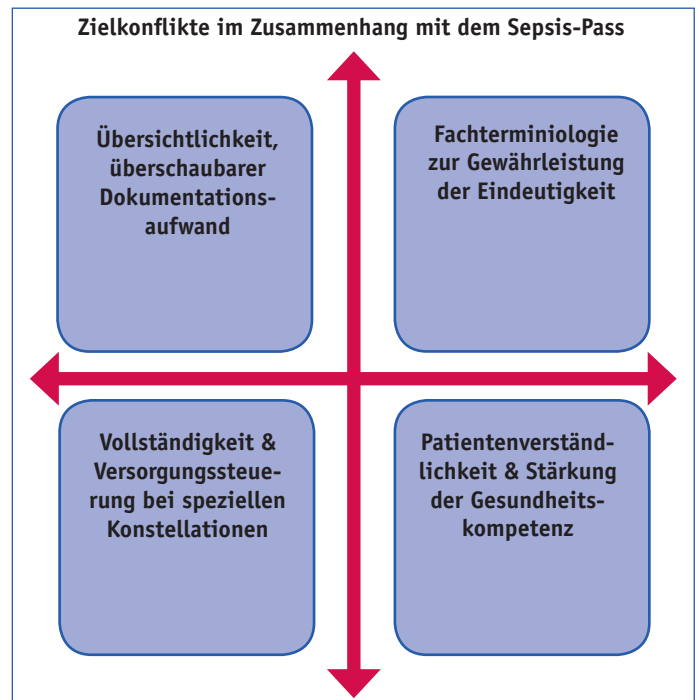 Zielkonflikte im Zusammenhang mit dem Sepsis-Pass
Übersichtlichkeit,
überschaubarer
Dokumentations-
aufwand
Fachterminiologie
zur Gewährleistung
der Eindeutigkeit
Vollständigkeit &
Versorgungssteue-
rung bei speziellen
Konstellationen
Patientenverständ-
lichkeit & Stärkung
der Gesundheits-
kompetenz